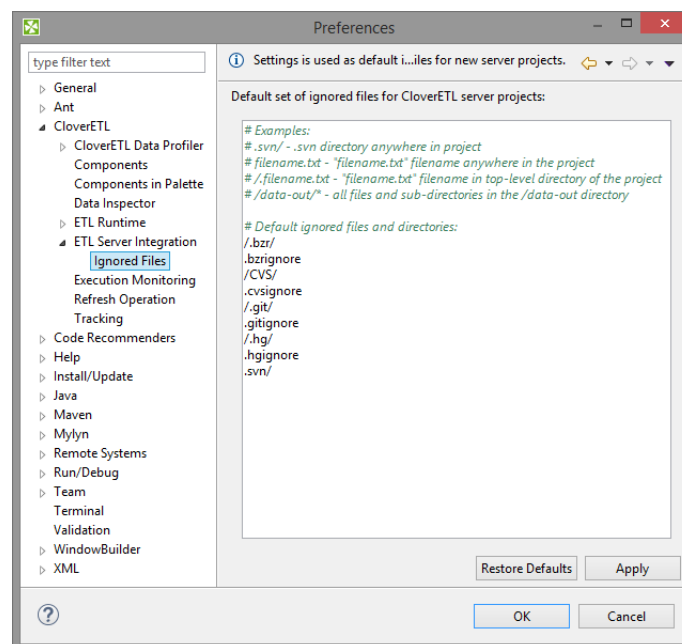 Preferences
type filter text
General
Ant
CloverETL
CloverETL Data Profiler
Components
Components in Palette
Data Inspector
ETL Runtime
ETL Server Integration
Ignored Files
Execution Monitoring
Refresh Operation
Tracking
Code Recommenders
Help
Install/Update
Java
Maven
Mylyn
Remote Systems
Run/Debug
Team
Terminal
Validation
WindowBuilder
XML
Settings is used as default i...iles for new server projects.
Default set of ignored files for CloverETL server projects:
# Examples:
# .svn/ - .svn directory anywhere in project
# filename.txt - "filename.txt" filename anywhere in the project
# /.filename.txt - "filename.txt" filename in top-level directory of the project
# /data-out/* - all files and sub-directories in the /data-out directory
# Default ignored files and directories:
/.bzr/
.bzrignore
/CVS/
.cvsignore
/.git/
.gitignore
/.hg/
.hgignore
.svn/
Restore Defaults
Apply
OK
Cancel